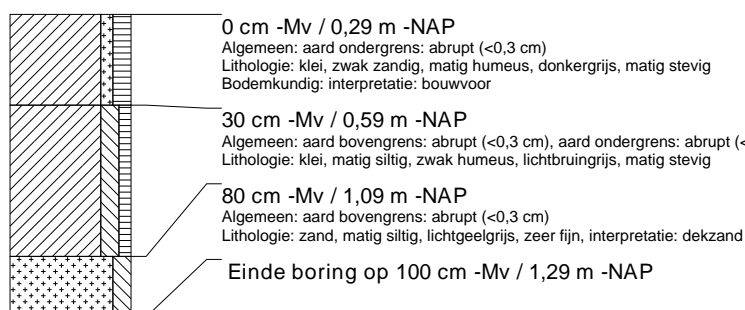 0 cm -Mv / 0,29 m -NAP
Algemeen: aard ondergrens: abrupt (<0,3 cm)
Lithologie: klei, zwak zandig, matig humeus, donkergrijs, matig stevig
Bodemkundig: interpretatie: bouwvoor
30 cm -Mv / 0,59 m -NAP
Algemeen: aard bovengrens: abrupt (<0,3 cm), aard ondergrens: abrupt (<
Lithologie: klei, matig siltig, zwak humeus, lichtbruingrijs, matig stevig
80 cm -Mv / 1,09 m -NAP
Algemeen: aard bovengrens: abrupt (<0,3 cm)
Lithologie: zand, matig siltig, lichtgeelgrijs, zeer fijn, interpretatie: dekzand
Einde boring op 100 cm -Mv / 1,29 m -NAP